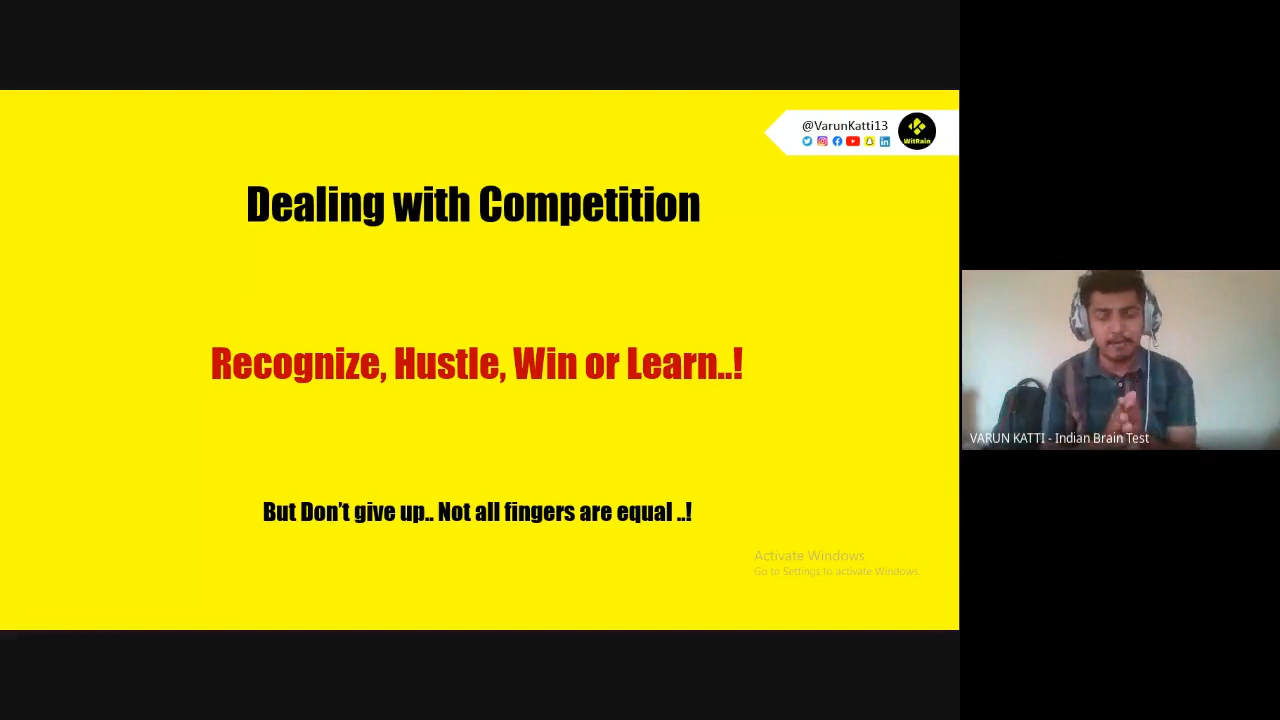 @VarunKatti13
WitRain
Dealing with Competition
Recognize, Hustle, Win or Learn..!
VARUN KATTI - Indian Brain Test
But Don’t give up.. Not all fingers are equal ..!
Activate Windows
Go to Settings to activate Windows.